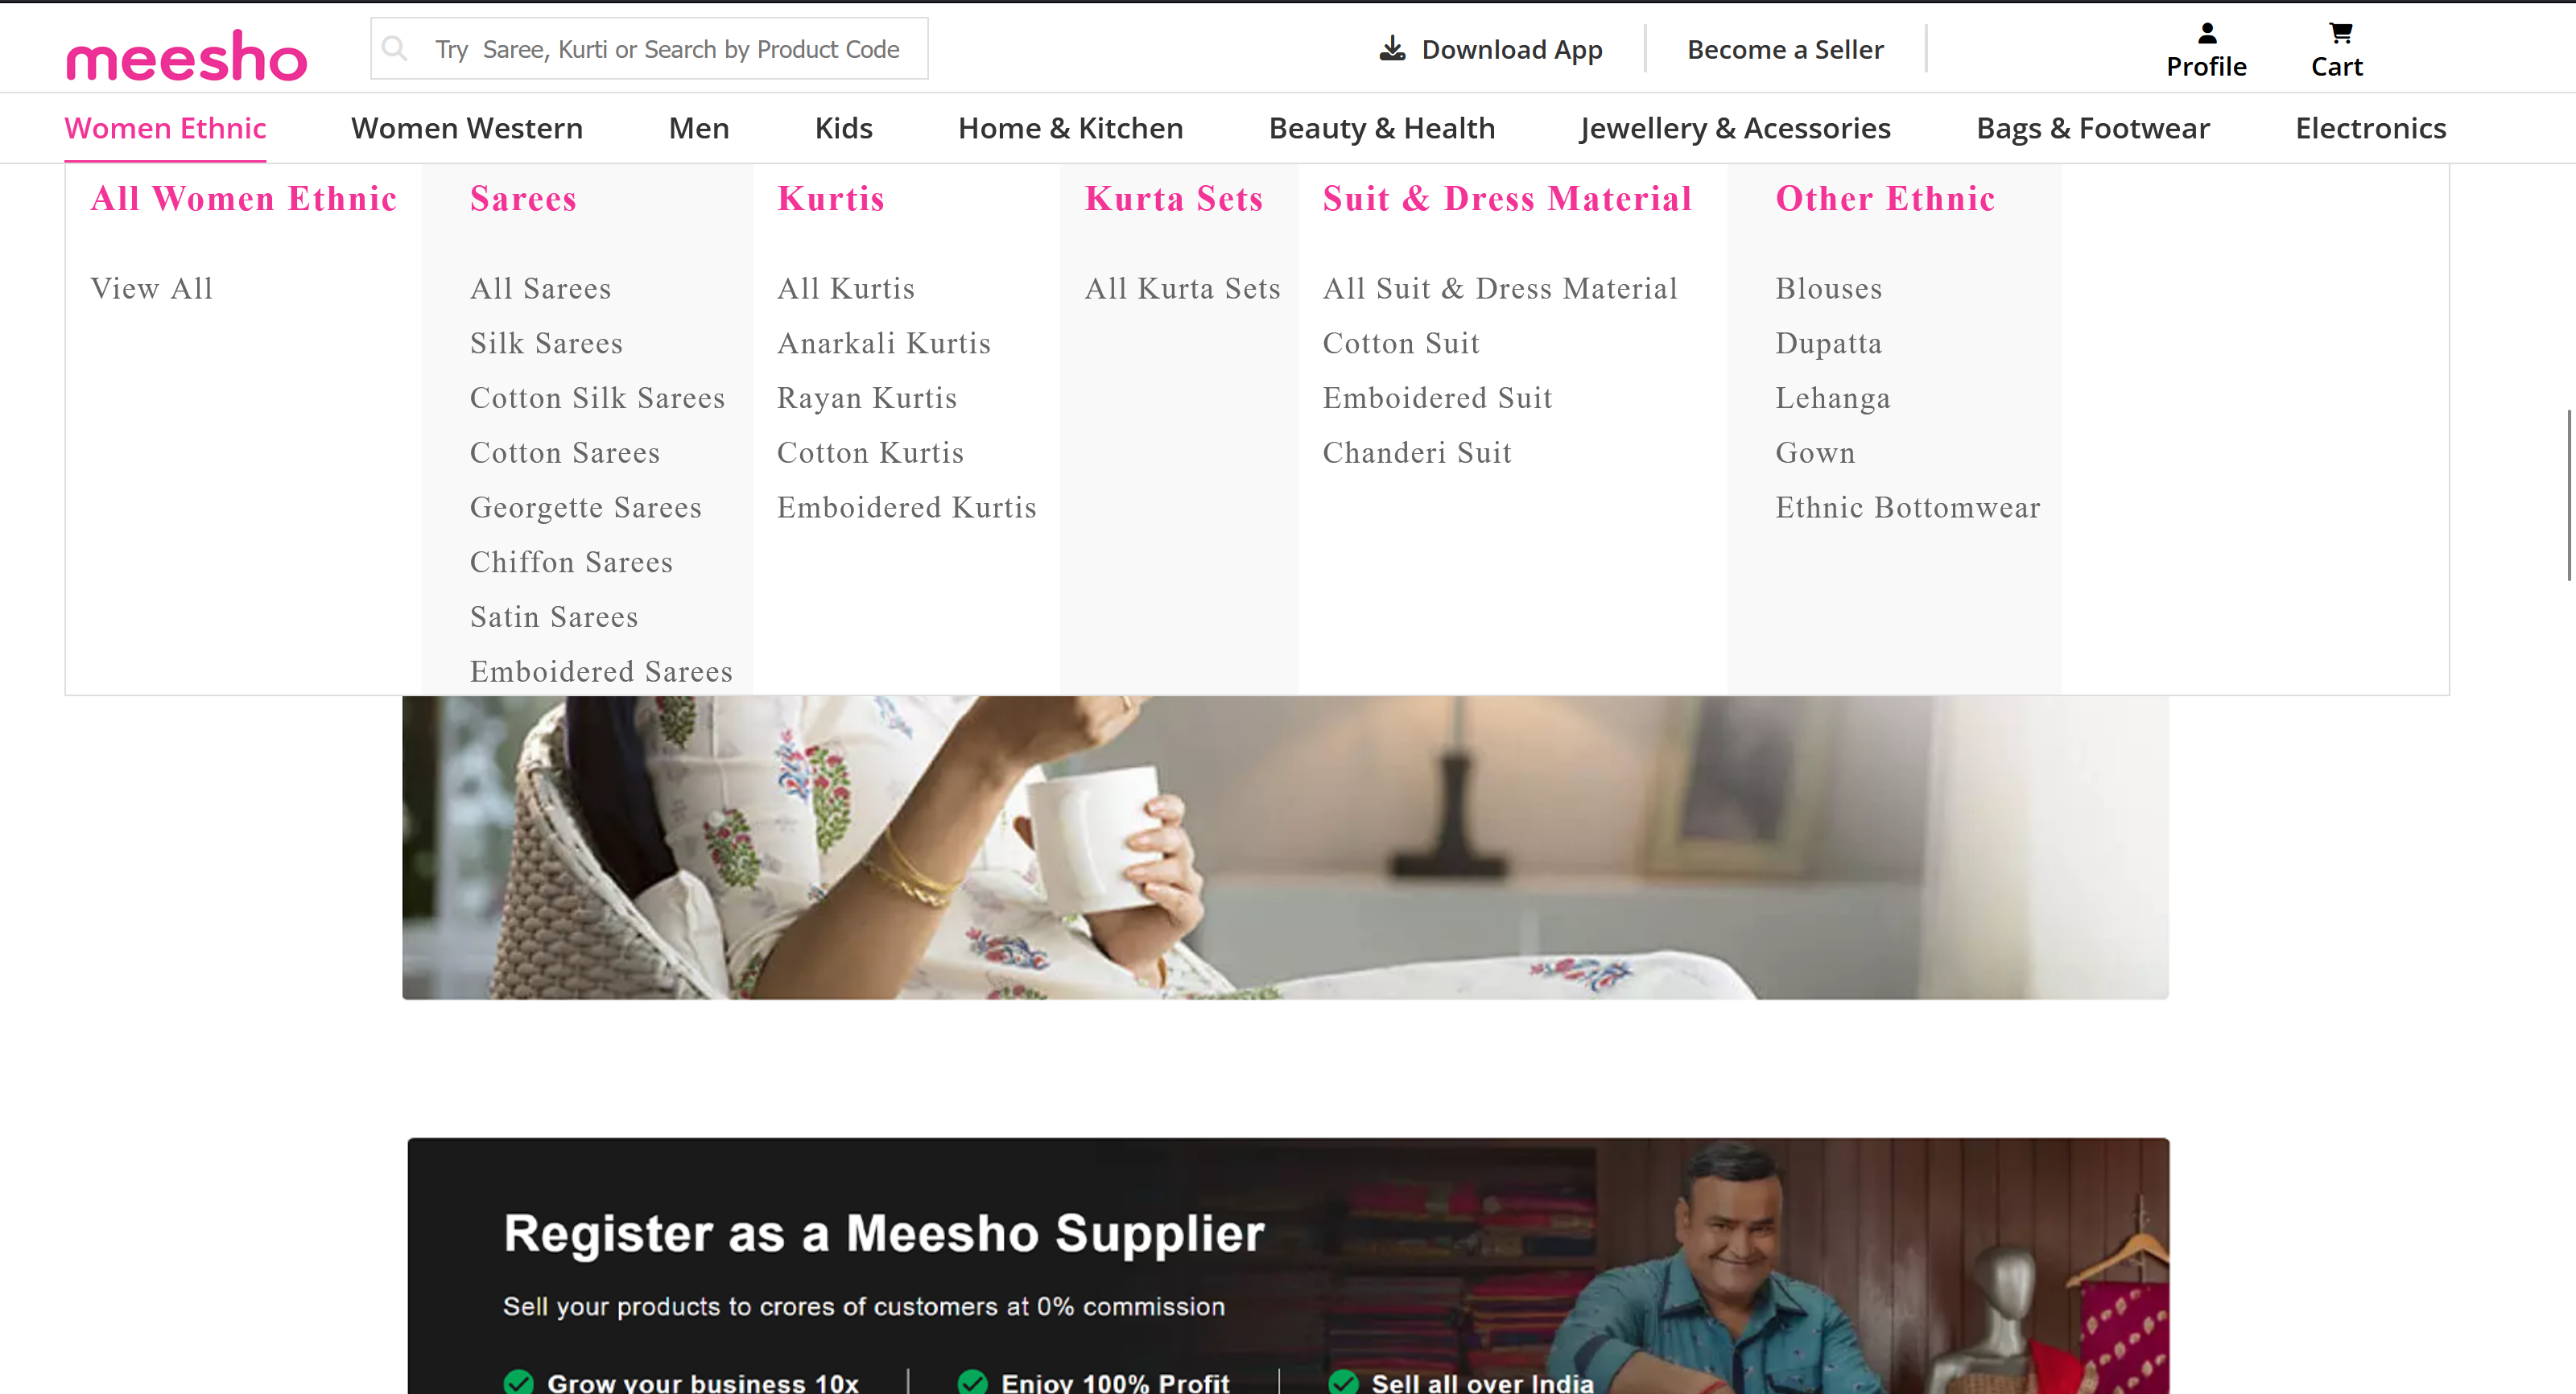 meesho
Try Saree, Kurti or Search by Product Code
Download App
Become a Seller
Profile
Cart
Women Ethnic
Women Western
Men
Kids
Home & Kitchen
Beauty & Health
Jewellery & Acessories
Bags & Footwear
Electronics
All Women Ethnic
View All
Sarees
All Sarees
Silk Sarees
Cotton Silk Sarees
Cotton Sarees
Georgette Sarees
Chiffon Sarees
Satin Sarees
Emboidered Sarees
Kurtis
All Kurtis
Anarkali Kurtis
Rayan Kurtis
Cotton Kurtis
Emboidered Kurtis
Kurta Sets
All Kurta Sets
Suit & Dress Material
All Suit & Dress Material
Cotton Suit
Emboidered Suit
Chanderi Suit
Other Ethnic
Blouses
Dupatta
Lehanga
Gown
Ethnic Bottomwear
Register as a Meesho Supplier
Sell your products to crores of customers at 0% commission
Grow your business 10x
Enjoy 100% Profit
Sell all over India